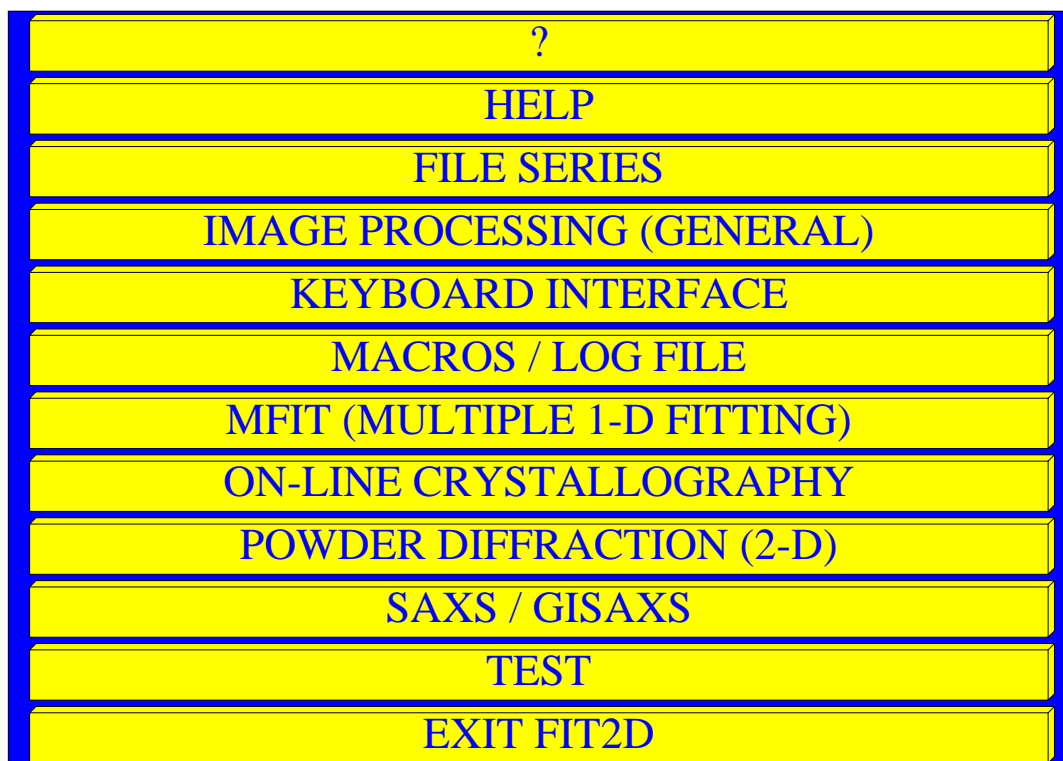 ?
HELP
FILE SERIES
IMAGE PROCESSING (GENERAL)
KEYBOARD INTERFACE
MACROS / LOG FILE
MFIT (MULTIPLE 1-D FITTING)
ON-LINE CRYSTALLOGRAPHY
POWDER DIFFRACTION (2-D)
SAXS / GISAXS
TEST
EXIT FIT2D